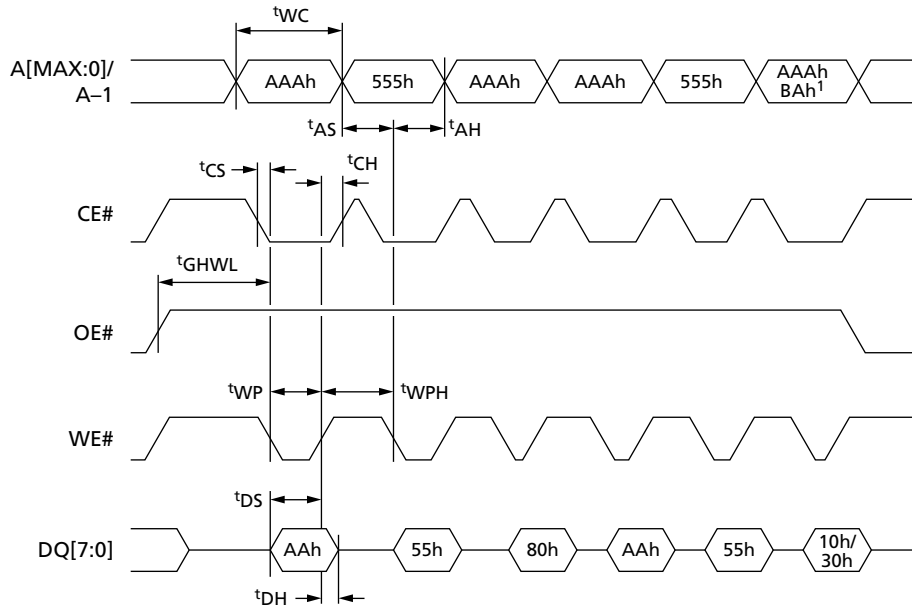 tWC
A[MAX:0]/
A–1
AAAh
555h
AAAh
AAAh
555h
AAAh
BAh1
tAS
tAH
tCS
tCH
CE#
tGHWL
OE#
tWP
tWPH
WE#
tDS
DQ[7:0]
AAh
55h
80h
AAh
55h
10h/
30h
tDH